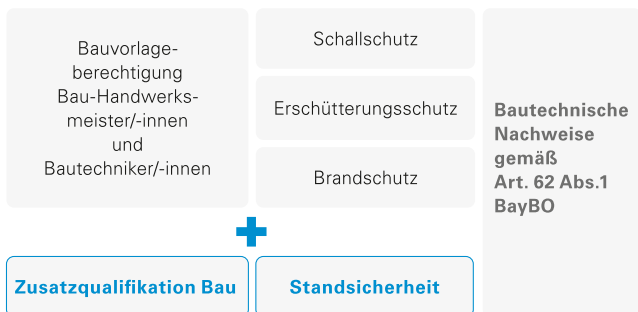 Bauvorlage-
berechtigung
Bau-Handwerks-
meister/-innen
und
Bautechniker/-innen
Schallschutz
Erschütterungsschutz
Brandschutz
Bautechnische
Nachweise
gemäß
Art. 62 Abs.1
BayBO
Zusatzqualifikation Bau
Standsicherheit